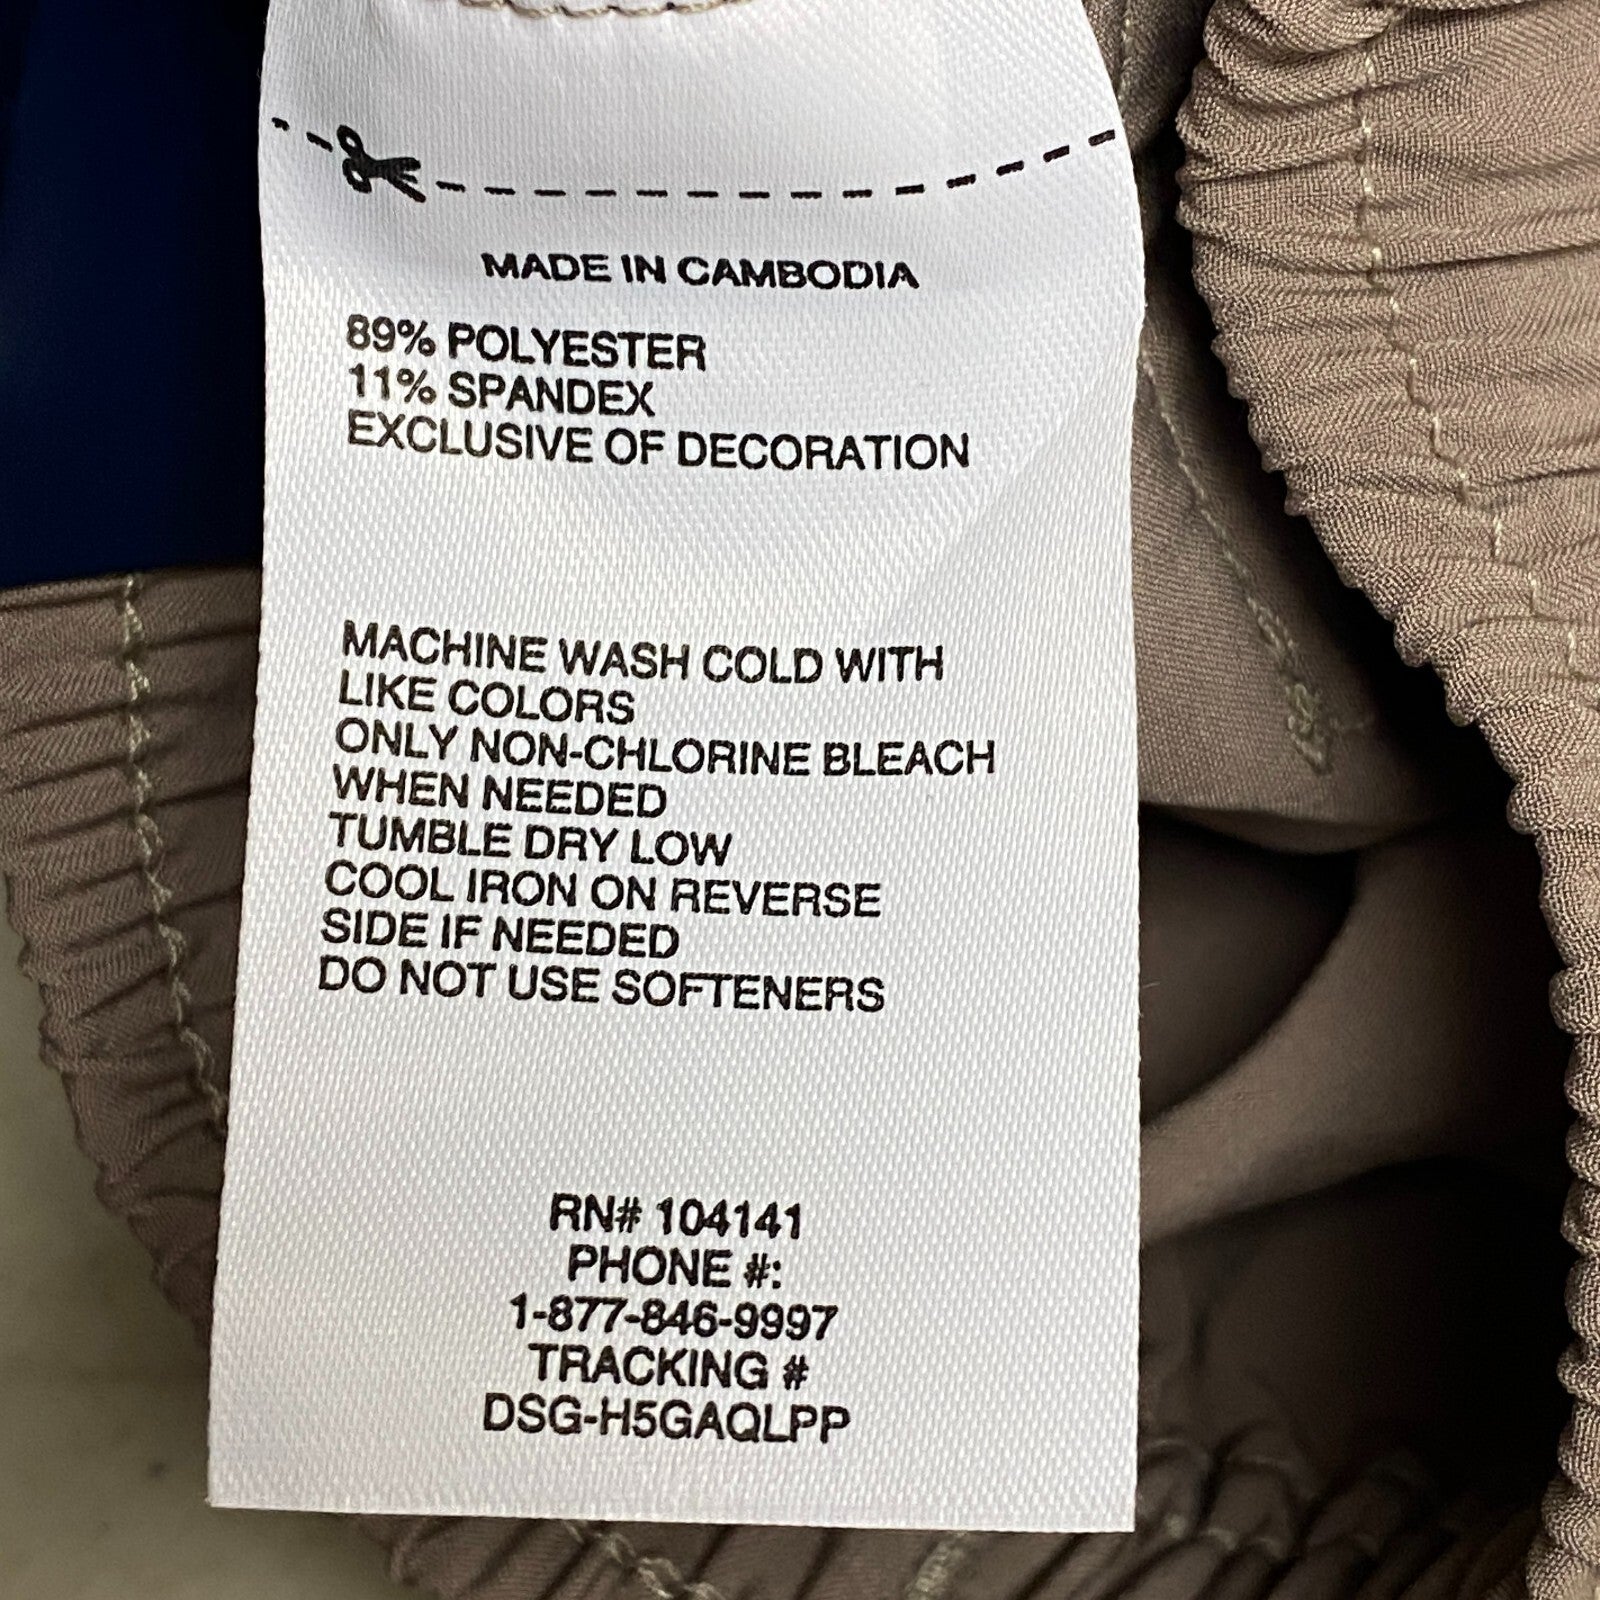 MADE IN CAMBODIA
89% POLYESTER
11% SPANDEX
EXCLUSIVE OF DECORATION
MACHINE WASH COLD WITH
LIKE COLORS
ONLY NON-CHLORINE BLEACH
WHEN NEEDED
TUMBLE DRY LOW
COOL IRON ON REVERSE
SIDE IF NEEDED
DO NOT USE SOFTENERS
RN# 104141
PHONE #:
1-877-846-9997
TRACKING #
DSG-H5GAQLPP